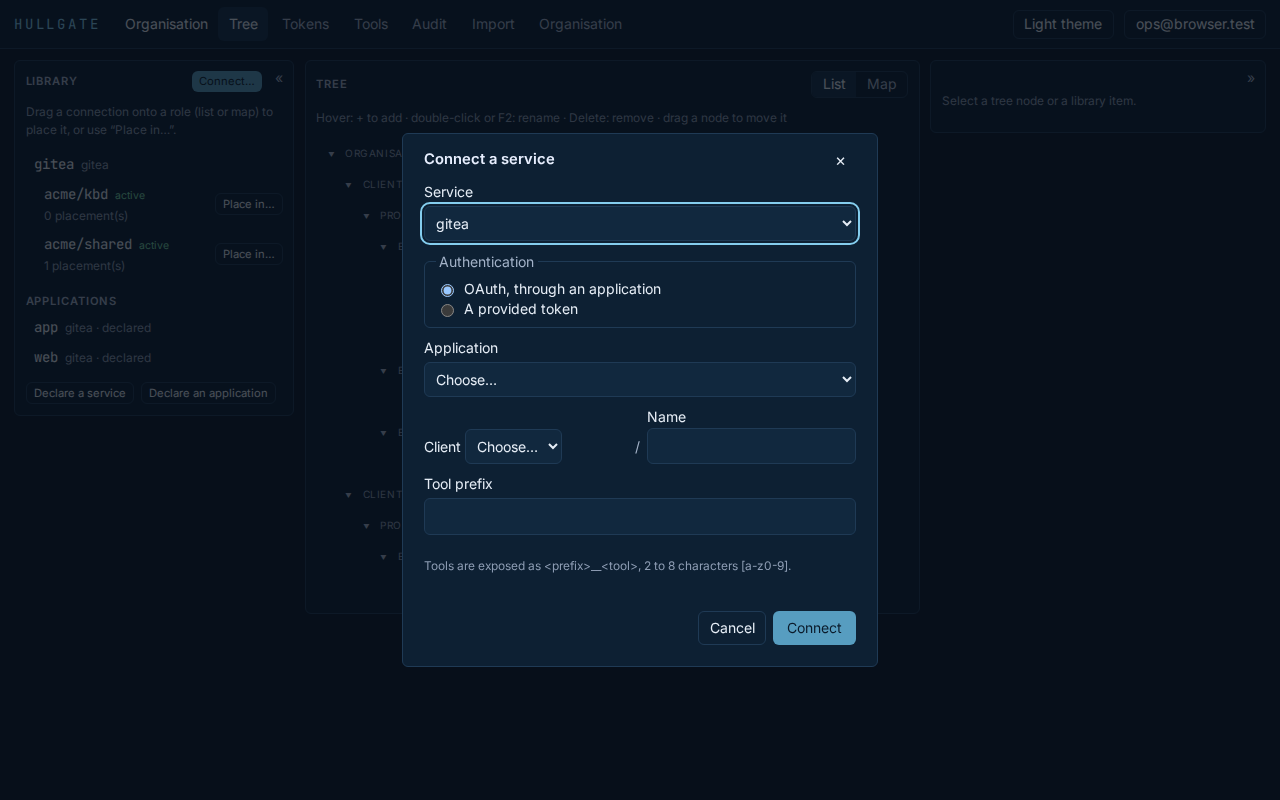 HULLGATE Organisation Tree Tokens Tools Audit Import Organisation Light theme ops@browser.test
LIBRARY Connect... «
Drag a connection onto a role (list or map) to
place it, or use “Place in...”.
gitea gitea
acme/kbd active
0 placement(s)
Place in...
acme/shared active
1 placement(s)
Place in...
APPLICATIONS
app gitea · declared
web gitea · declared
Declare a service Declare an application
TREE List Map
Hover: + to add · double-click or F2: rename · Delete: remove · drag a node to move it
ORGANISA
CLIENT
PRO
E
E
E
CLIENT
PRO
E
Connect a service ×
Service
gitea
Authentication
OAuth, through an application
A provided token
Application
Choose...
Name
Client Choose... /
Tool prefix
Tools are exposed as <prefix>__<tool>, 2 to 8 characters [a-z0-9].
Cancel Connect
»
Select a tree node or a library item.